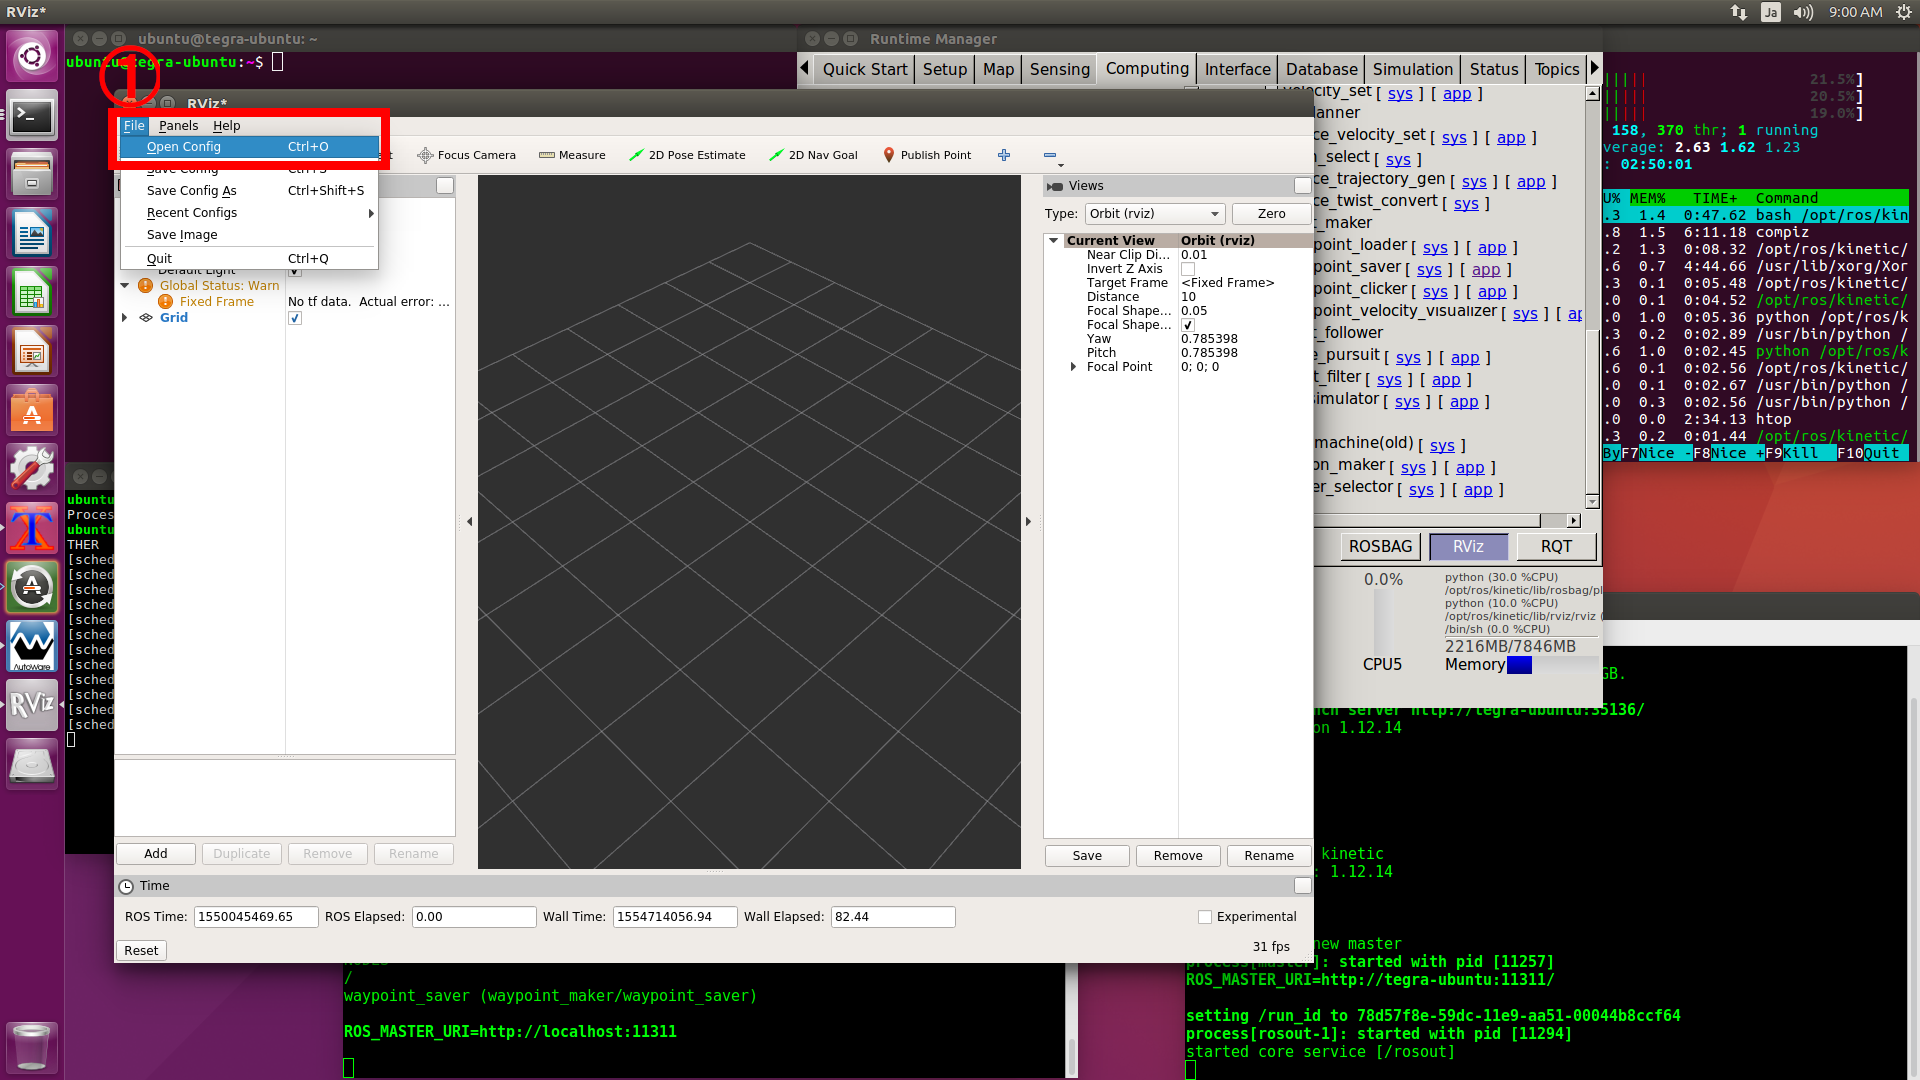 RViz*
Ja
9:00 AM
ubuntu@tegra-ubuntu: ~
ubuntu@tegra-ubuntu:~$
①
Runtime Manager
Quick Start
Setup
Map
Sensing
Computing
Interface
Database
Simulation
Status
Topics
RViz*
File
Panels
Help
Open Config Ctrl+O
Save Config Ctrl+S
Save Config As Ctrl+Shift+S
Recent Configs
Save Image
Quit Ctrl+Q
Focus Camera
Measure
2D Pose Estimate
2D Nav Goal
Publish Point
Default Light
Global Status: Warn
Fixed Frame No tf data. Actual error: ...
Grid
Add
Duplicate
Remove
Rename
Views
Type: Orbit (rviz) Zero
Current View Orbit (rviz)
Near Clip Di... 0.01
Invert Z Axis
Target Frame <Fixed Frame>
Distance 10
Focal Shape... 0.05
Focal Shape...
Yaw 0.785398
Pitch 0.785398
Focal Point 0; 0; 0
Save
Remove
Rename
Time
ROS Time: 1550045469.65 ROS Elapsed: 0.00 Wall Time: 1554714056.94 Wall Elapsed: 82.44
Experimental
Reset
31 fps
velocity_set [ sys ] [ app ]
lanner
ce_velocity_set [ sys ] [ app ]
_select [ sys ]
ce_trajectory_gen [ sys ] [ app ]
ce_twist_convert [ sys ]
t_maker
point_loader [ sys ] [ app ]
point_saver [ sys ] [ app ]
point_clicker [ sys ] [ app ]
point_velocity_visualizer [ sys ] [ ap
t_follower
e_pursuit [ sys ] [ app ]
t_filter [ sys ] [ app ]
simulator [ sys ] [ app ]
machine(old) [ sys ]
on_maker [ sys ] [ app ]
er_selector [ sys ] [ app ]
ROSBAG
RViz
RQT
0.0%
CPU5
python (30.0 %CPU)
/opt/ros/kinetic/lib/rosbag/pl
python (10.0 %CPU)
/opt/ros/kinetic/lib/rviz/rviz (
/bin/sh (0.0 %CPU)
2216MB/7846MB
Memory
21.5%]
20.5%]
19.0%]
158, 370 thr; 1 running
verage: 2.63 1.62 1.23
: 02:50:01
U% MEM% TIME+ Command
.3 1.4 0:47.62 bash /opt/ros/kin
.8 1.5 6:11.18 compiz
.2 1.3 0:08.32 /opt/ros/kinetic/
.6 0.7 4:44.66 /usr/lib/xorg/Xor
.3 0.1 0:05.48 /opt/ros/kinetic/
.0 0.1 0:04.52 /opt/ros/kinetic/
.0 1.0 0:05.36 python /opt/ros/k
.3 0.2 0:02.89 /usr/bin/python /
.6 1.0 0:02.45 python /opt/ros/k
.6 0.1 0:02.56 /opt/ros/kinetic/
.0 0.1 0:02.67 /usr/bin/python /
.0 0.3 0:02.56 /usr/bin/python /
.0 0.0 2:34.13 htop
.3 0.2 0:01.44 /opt/ros/kinetic/
ByF7Nice -F8Nice +F9Kill F10Quit
ubuntu
Proces
ubuntu
THER
[sched
[sched
[sched
[sched
[sched
[sched
[sched
[sched
[sched
[sched
[sched
[sched
AutoWare
RViz
/
waypoint_saver (waypoint_maker/waypoint_saver)
ROS_MASTER_URI=http://localhost:11311
GB.
nch server http://tegra-ubuntu:35136/
on 1.12.14
kinetic
: 1.12.14
new master
process[master]: started with pid [11257]
ROS_MASTER_URI=http://tegra-ubuntu:11311/
setting /run_id to 78d57f8e-59dc-11e9-aa51-00044b8ccf64
process[rosout-1]: started with pid [11294]
started core service [/rosout]